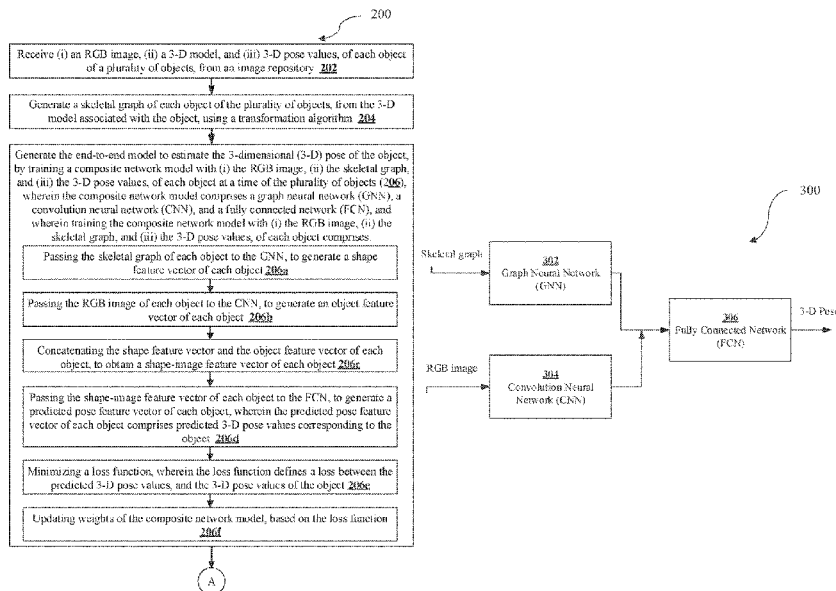 200
Receive (i) an RGB image, (ii) a 3-D model, and (iii) 3-D pose values, of each object
of a plurality of objects, from an image repository 202
Generate a skeletal graph of each object of the plurality of objects, from the 3-D
model associated with the object, using a transformation algorithm 204
Generate the end-to-end model to estimate the 3-dimensional (3-D) pose of the object,
by training a composite network model with (i) the RGB image, (ii) the skeletal graph,
and (iii) the 3-D pose values, of each object at a time of the plurality of objects (206),
wherein the composite network model comprises a graph neural network (GNN), a
convolution neural network (CNN), and a fully connected network (FCN), and
wherein training the composite network model with (i) the RGB image, (ii) the
skeletal graph, and (iii) the 3-D pose values, of each object comprises.
Passing the skeletal graph of each object to the GNN, to generate a shape
feature vector of each object 206a
Passing the RGB image of each object to the CNN, to generate an object
feature vector of each object 206b
Concatenating the shape feature vector and the object feature vector of each
object, to obtain a shape-image feature vector of each object 206c
Passing the shape-image feature vector of each object to the FCN, to generate
a predicted pose feature vector of each object, wherein the predicted pose feature
vector of each object comprises predicted 3-D pose values corresponding to the
object 206d
Minimizing a loss function, wherein the loss function defines a loss between the
predicted 3-D pose values, and the 3-D pose values of the object 206e
Updating weights of the composite network model, based on the loss function
206f
A
300
Skeletal graph
302
Graph Neural Network
(GNN)
306
Fully Connected Network
(FCN)
3-D Pose
RGB image
304
Convolution Neural
Network (CNN)